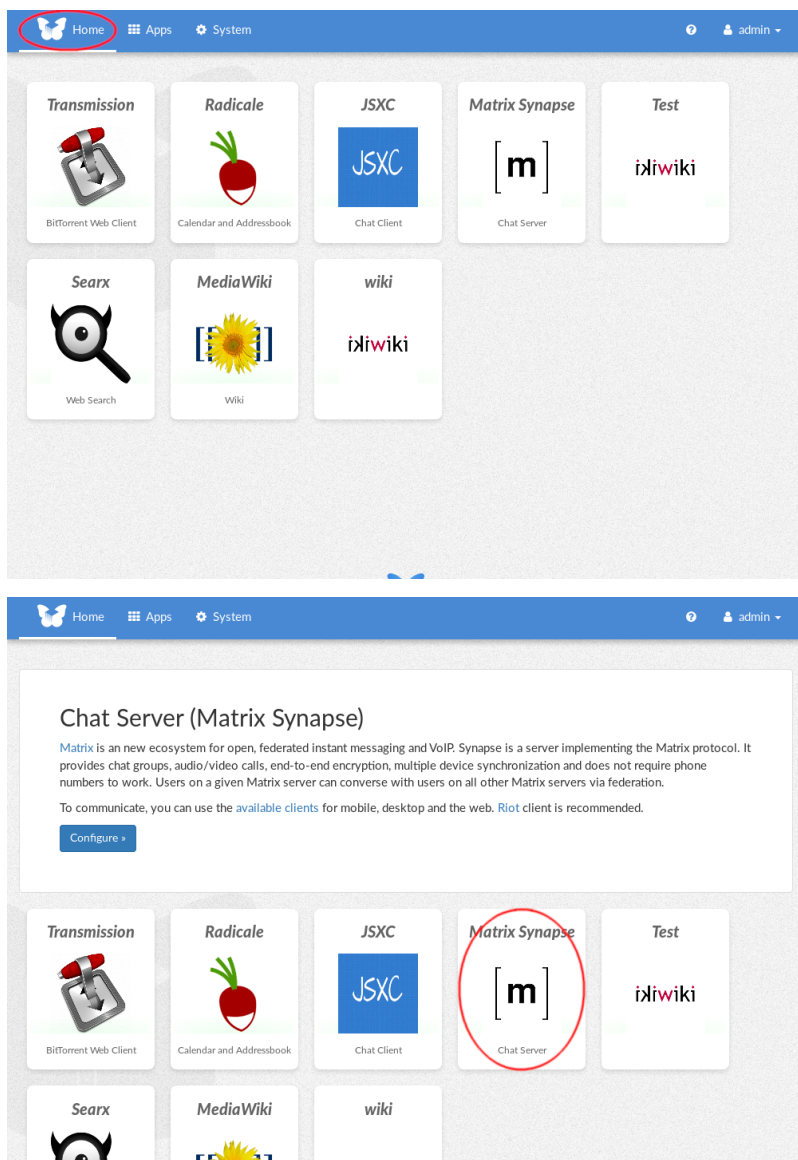 Home Apps System admin
Transmission Radicale JSXC Matrix Synapse Test
JSXC [m] ikiwiki
BitTorrent Web Client Calendar and Addressbook Chat Client Chat Server
Searx MediaWiki wiki
[[ ]] ikiwiki
Web Search Wiki
Home Apps System admin
Chat Server (Matrix Synapse)
Matrix is an new ecosystem for open, federated instant messaging and VoIP. Synapse is a server implementing the Matrix protocol. It
provides chat groups, audio/video calls, end-to-end encryption, multiple device synchronization and does not require phone
numbers to work. Users on a given Matrix server can converse with users on all other Matrix servers via federation.
To communicate, you can use the available clients for mobile, desktop and the web. Riot client is recommended.
Configure »
Transmission Radicale JSXC Matrix Synapse Test
JSXC [m] ikiwiki
BitTorrent Web Client Calendar and Addressbook Chat Client Chat Server
Searx MediaWiki wiki